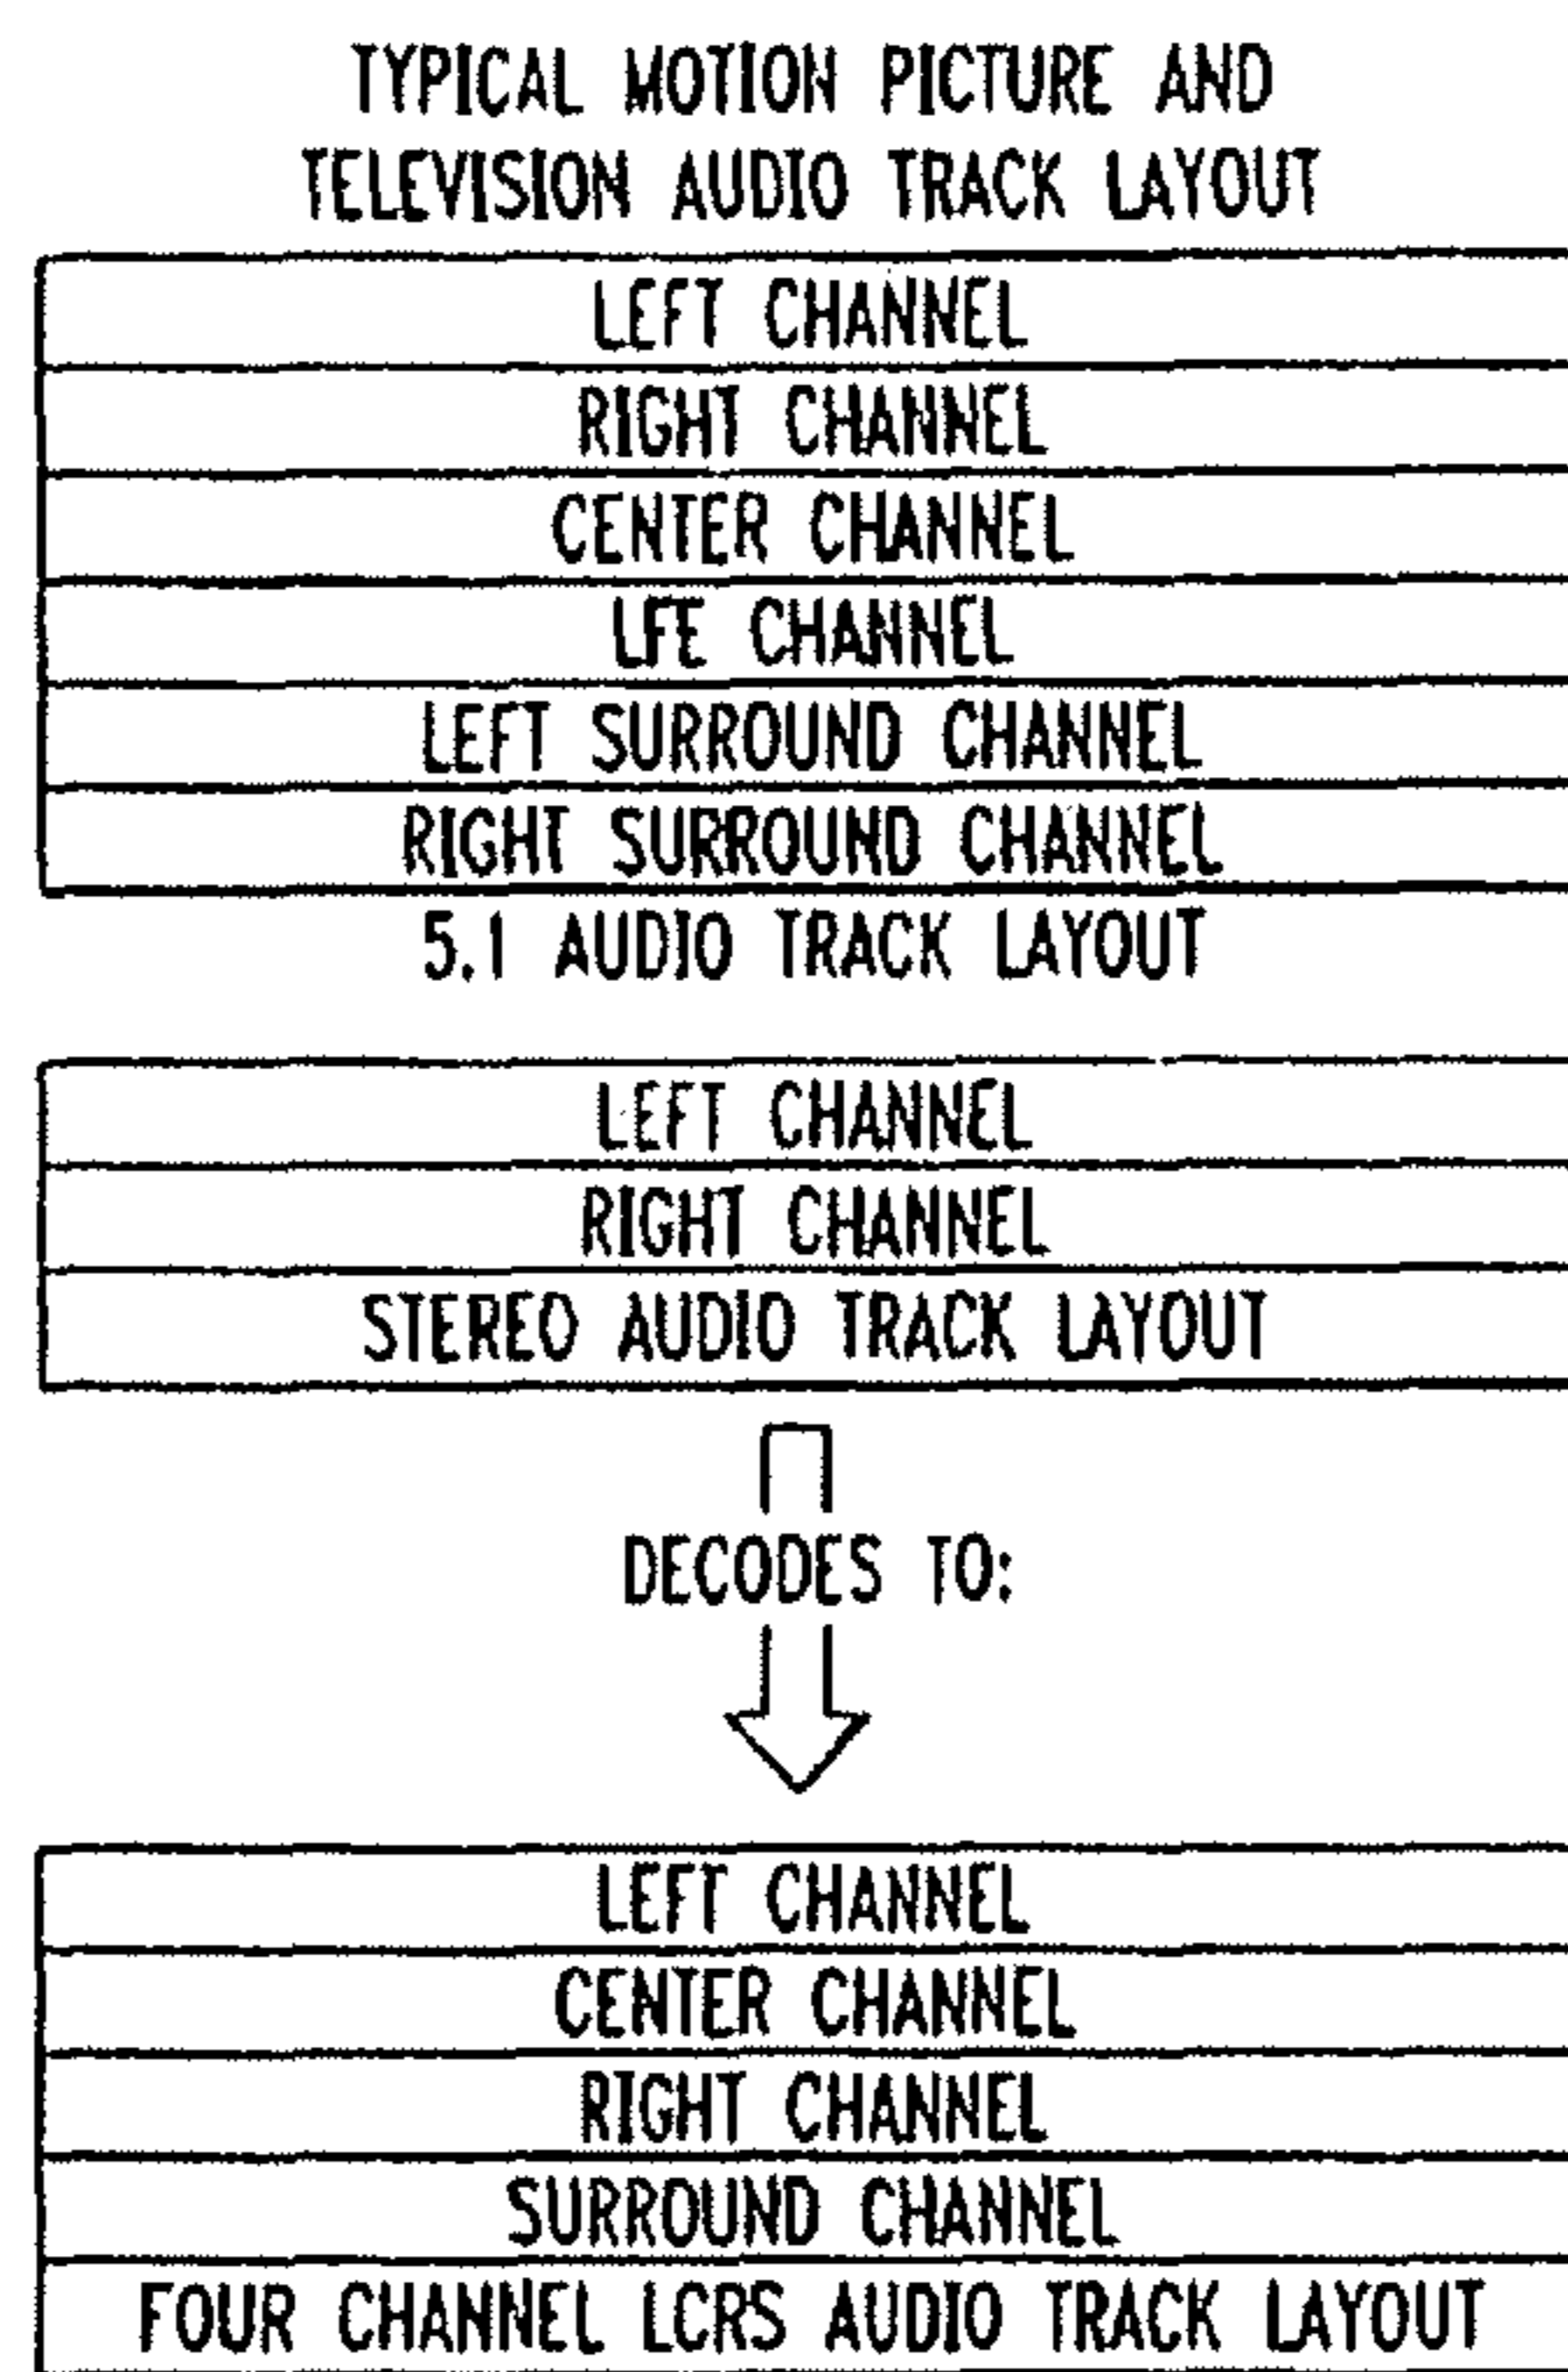 TYPICAL MOTION PICTURE AND
TELEVISION AUDIO TRACK LAYOUT
LEFT CHANNEL
RIGHT CHANNEL
CENTER CHANNEL
LFE CHANNEL
LEFT SURROUND CHANNEL
RIGHT SURROUND CHANNEL
5.1 AUDIO TRACK LAYOUT
LEFT CHANNEL
RIGHT CHANNEL
STEREO AUDIO TRACK LAYOUT
DECODES TO:
LEFT CHANNEL
CENTER CHANNEL
RIGHT CHANNEL
SURROUND CHANNEL
FOUR CHANNEL LCRS AUDIO TRACK LAYOUT